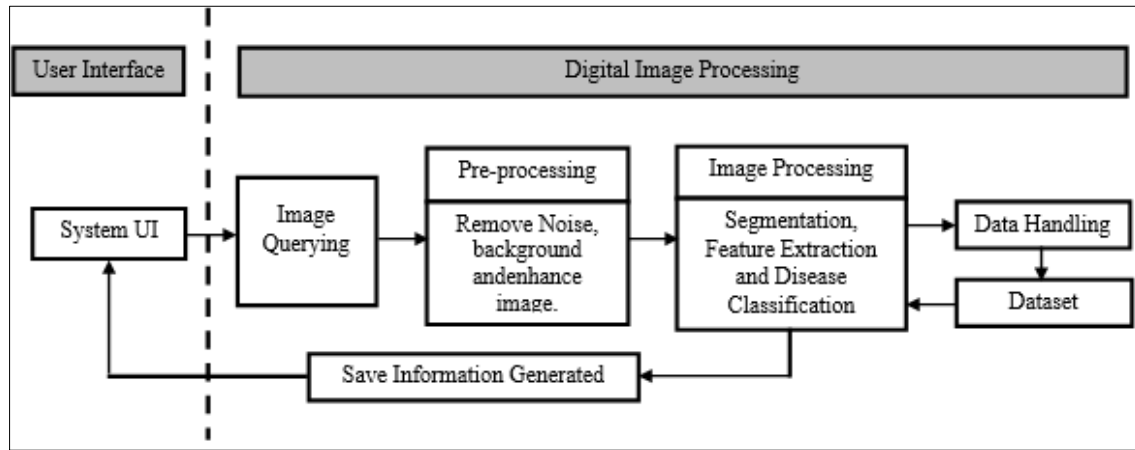 User Interface
Digital Image Processing
System UI
Image
Querying
Pre-processing
Remove Noise,
background
andenhance
image.
Image Processing
Segmentation,
Feature Extraction
and Disease
Classification
Data Handling
Dataset
Save Information Generated